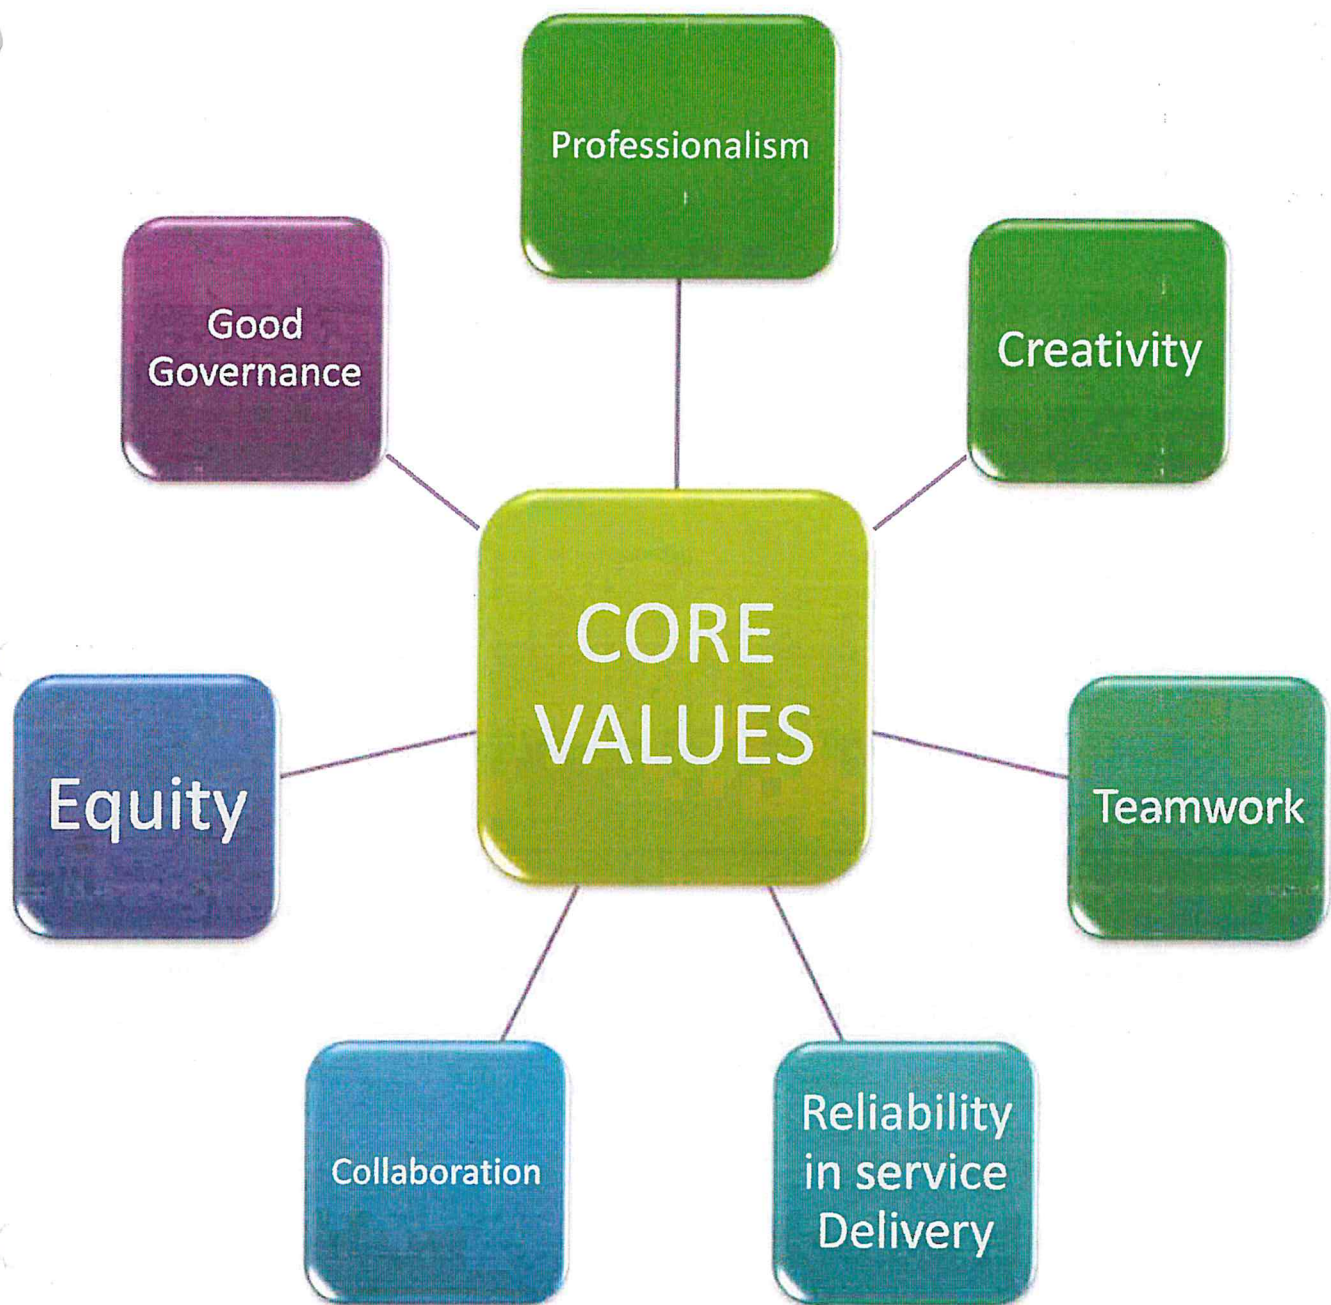 Professionalism
Good
Governance
Creativity
CORE
VALUES
Equity
Teamwork
Collaboration
Reliability
in service
Delivery